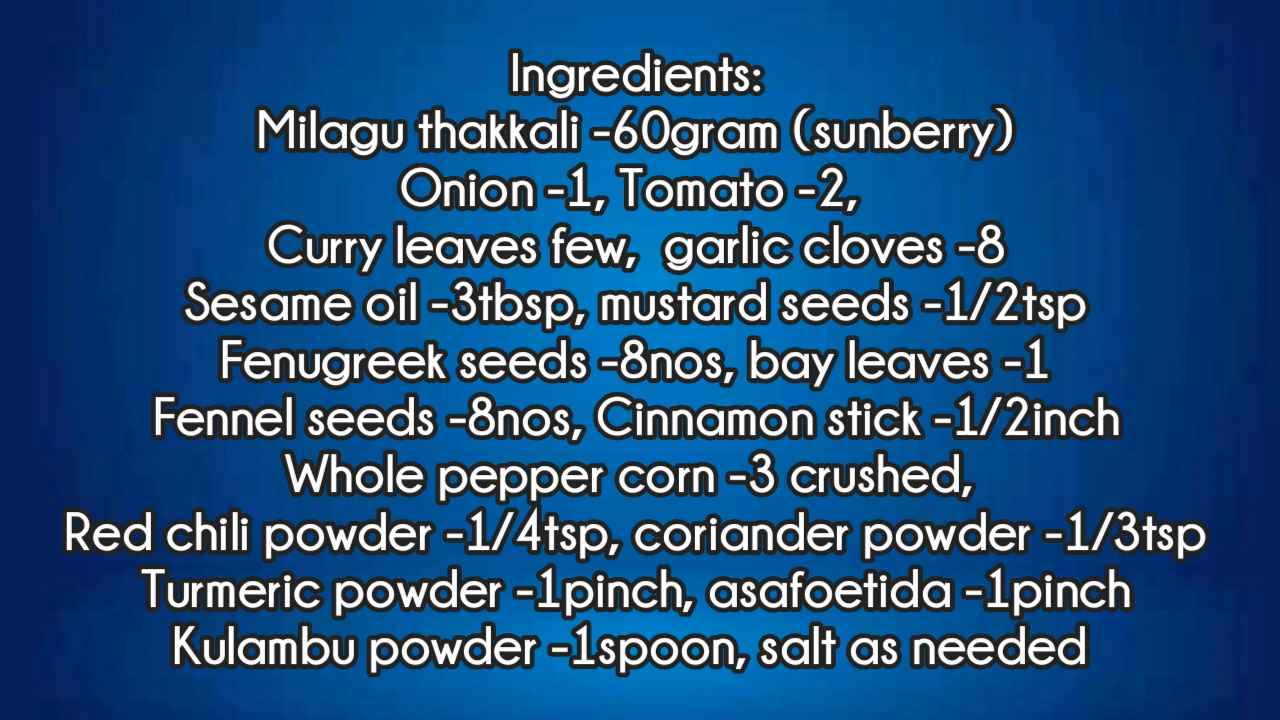 Ingredients:
Milagu thakkali -60gram (sunberry)
Onion -1, Tomato -2,
Curry leaves few,  garlic cloves -8
Sesame oil -3tbsp, mustard seeds -1/2tsp
Fenugreek seeds -8nos, bay leaves -1
Fennel seeds -8nos, Cinnamon stick -1/2inch
Whole pepper corn -3 crushed,
Red chili powder -1/4tsp, coriander powder -1/3tsp
Turmeric powder -1pinch, asafoetida -1pinch
Kulambu powder -1spoon, salt as needed